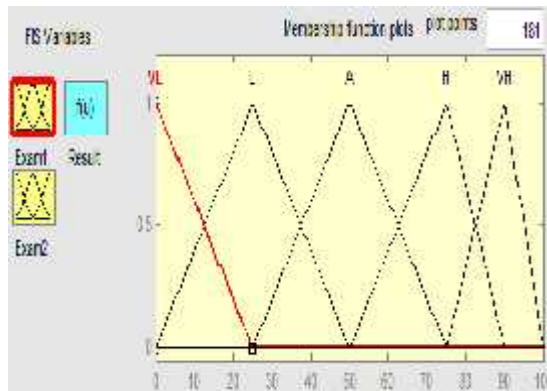 FIS Variables
Membership function plots plot points: 181
VL L A H VH
f(u)
Exam1 Result
Exam2
1
0.5
0
0 10 20 30 40 50 60 70 80 90 100